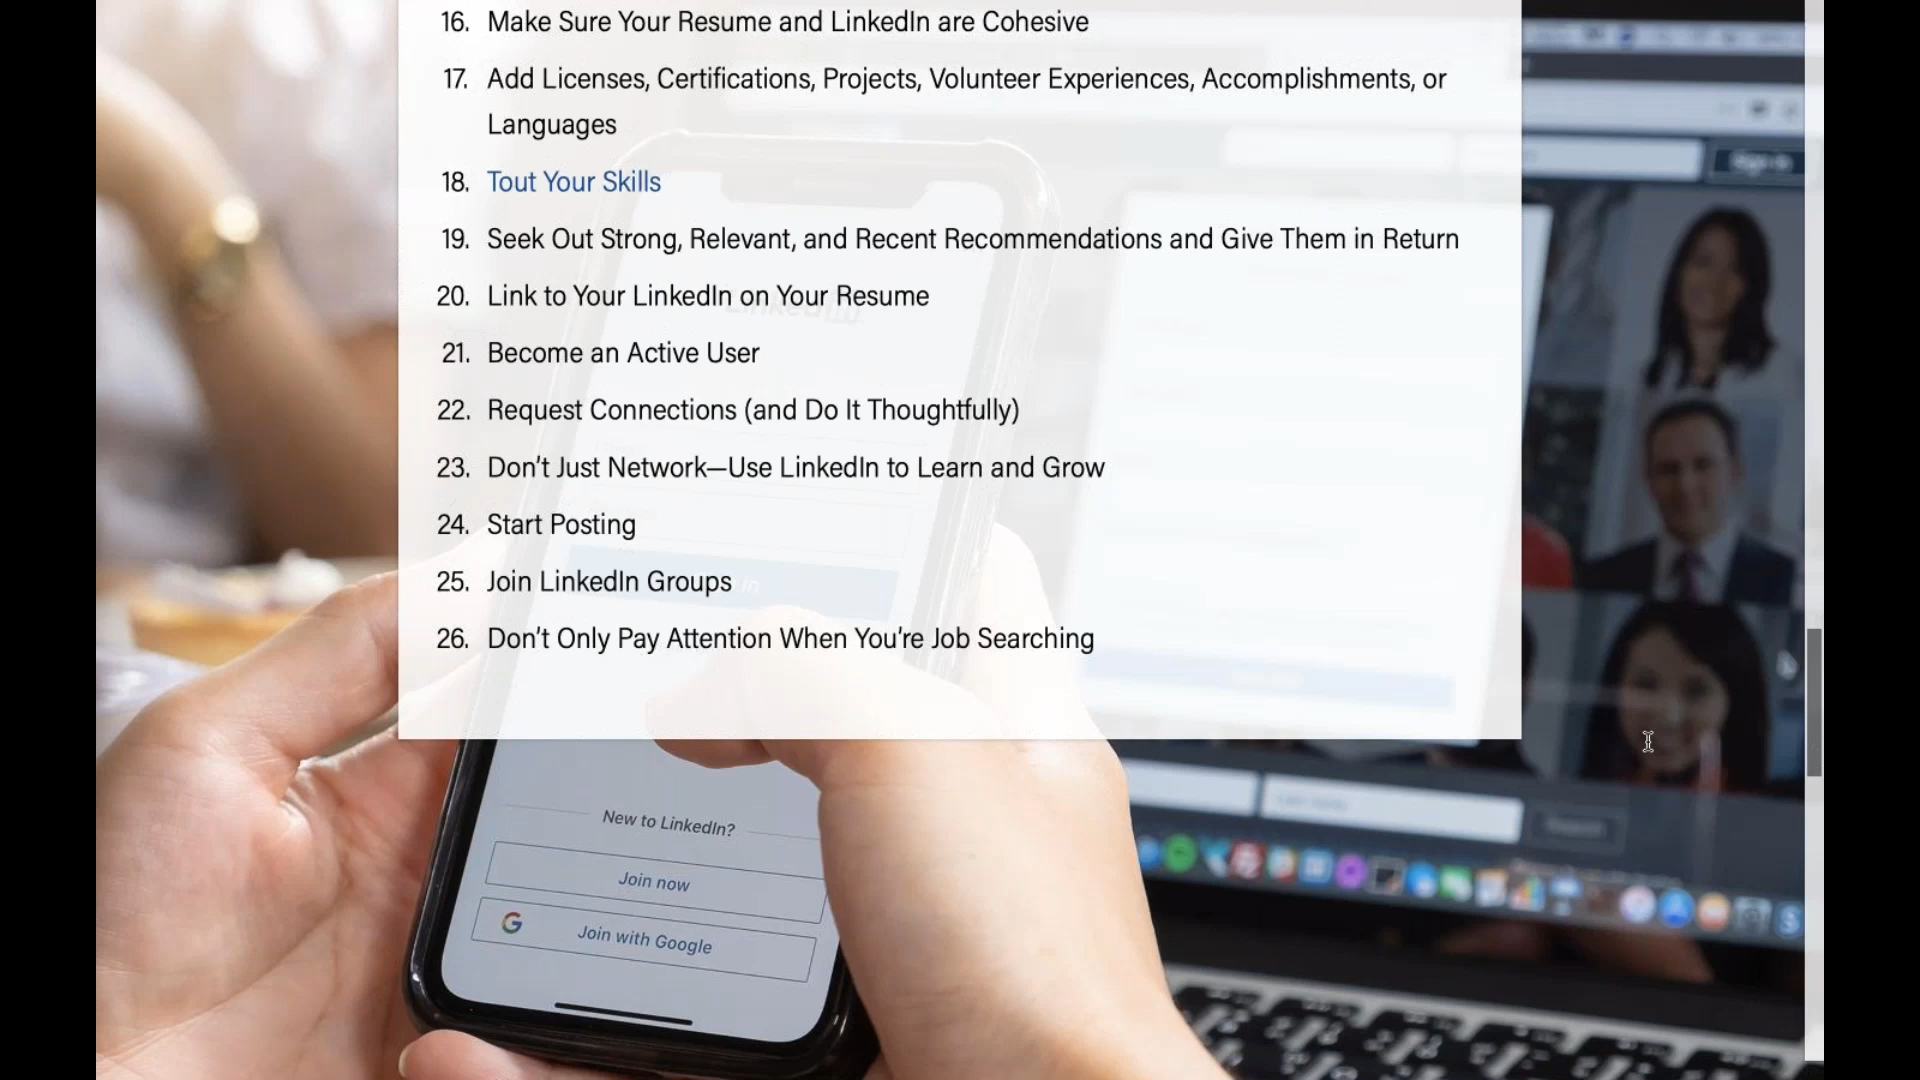 16. Make Sure Your Resume and LinkedIn are Cohesive
17. Add Licenses, Certifications, Projects, Volunteer Experiences, Accomplishments, or
Languages
18. Tout Your Skills
19. Seek Out Strong, Relevant, and Recent Recommendations and Give Them in Return
20. Link to Your LinkedIn on Your Resume
21. Become an Active User
22. Request Connections (and Do It Thoughtfully)
23. Don’t Just Network—Use LinkedIn to Learn and Grow
24. Start Posting
25. Join LinkedIn Groups
26. Don’t Only Pay Attention When You’re Job Searching
Sign in
New to LinkedIn?
Join now
Join with Google